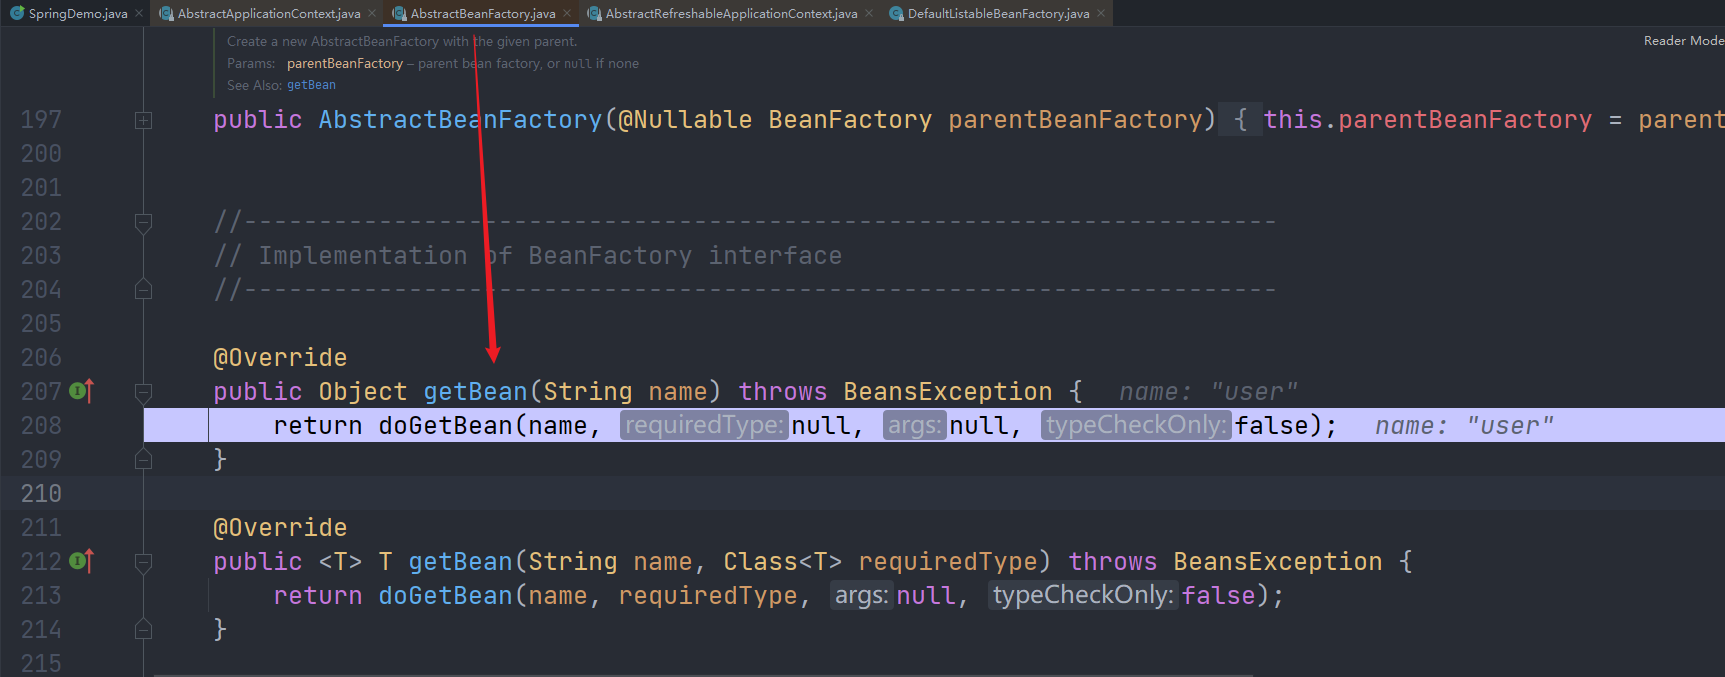 SpringDemo.java AbstractApplicationContext.java AbstractBeanFactory.java AbstractRefreshableApplicationContext.java DefaultListableBeanFactory.java
Create a new AbstractBeanFactory with the given parent. Reader Mode
Params: parentBeanFactory – parent bean factory, or null if none
See Also: getBean
197 public AbstractBeanFactory(@Nullable BeanFactory parentBeanFactory) { this.parentBeanFactory = parent
200
201
202 //---------------------------------------------------------------------
203 // Implementation of BeanFactory interface
204 //---------------------------------------------------------------------
205
206 @Override
207 public Object getBean(String name) throws BeansException { name: "user"
208 return doGetBean(name, requiredType: null, args: null, typeCheckOnly: false); name: "user"
209 }
210
211 @Override
212 public <T> T getBean(String name, Class<T> requiredType) throws BeansException {
213 return doGetBean(name, requiredType, args: null, typeCheckOnly: false);
214 }
215